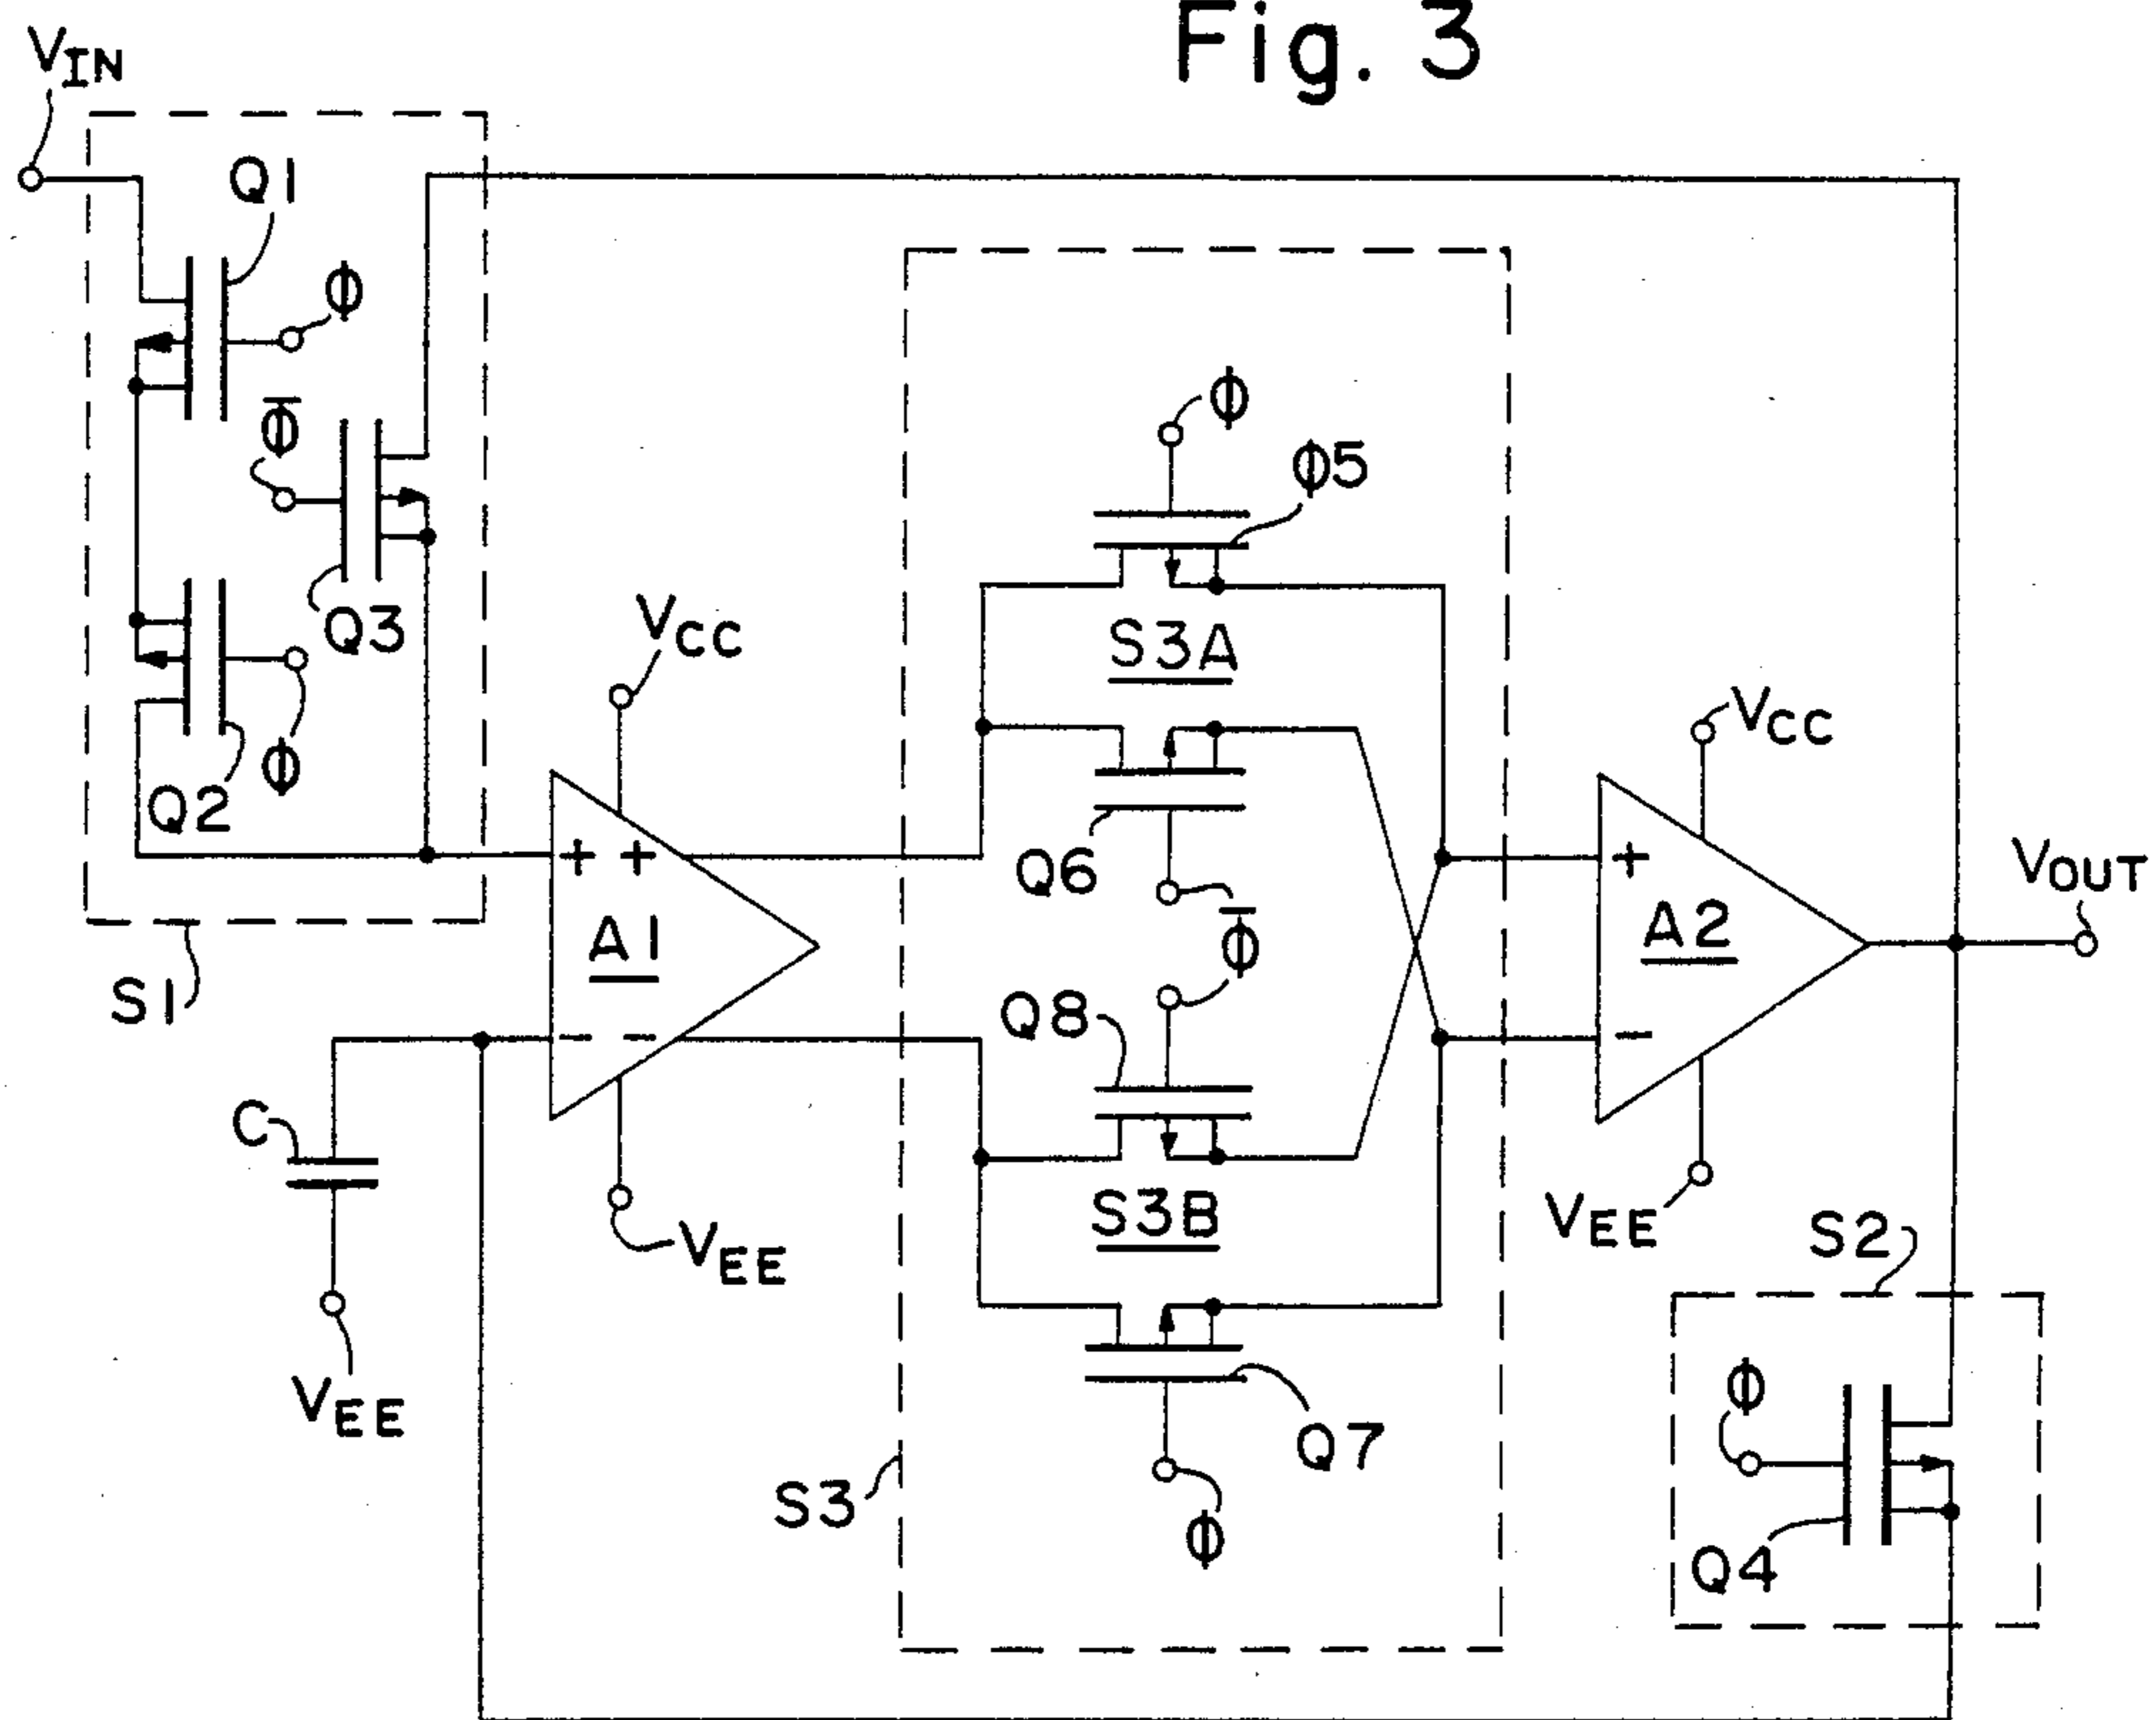 Fig. 3
VIN
Q1
Φ
Φ̅
Q3
Q2
Φ
S1
VCC
+ +
A1
- -
VEE
C
VEE
Φ
Φ5
S3A
Q6
Φ̅
Q8
S3B
Q7
Φ
S3
VCC
+
A2
-
VEE
VOUT
S2
Φ
Q4